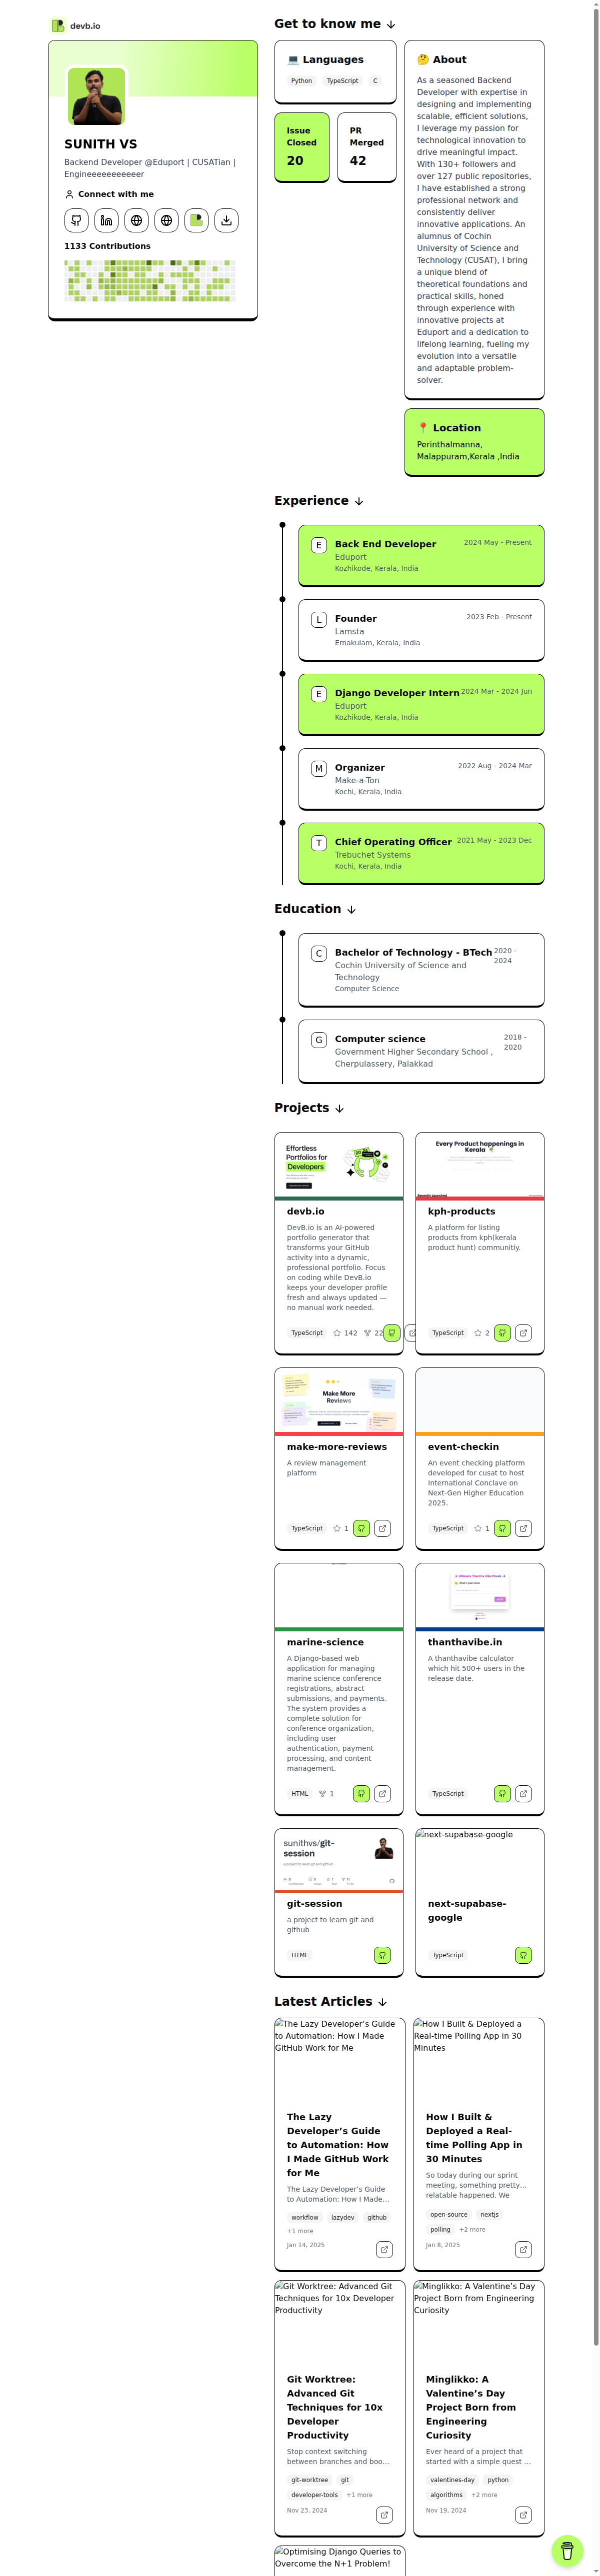 devb.io
SUNITH VS
Backend Developer @Eduport | CUSATian |
Engineeeeeeeeeer
Connect with me
1133 Contributions
Get to know me
💻 Languages
Python TypeScript C
Issue
Closed
20
PR
Merged
42
🤔 About
As a seasoned Backend
Developer with expertise in
designing and implementing
scalable, efficient solutions,
I leverage my passion for
technological innovation to
drive meaningful impact.
With 130+ followers and
over 127 public repositories,
I have established a strong
professional network and
consistently deliver
innovative applications. An
alumnus of Cochin
University of Science and
Technology (CUSAT), I bring
a unique blend of
theoretical foundations and
practical skills, honed
through experience with
innovative projects at
Eduport and a dedication to
lifelong learning, fueling my
evolution into a versatile
and adaptable problem-
solver.
📍 Location
Perinthalmanna,
Malappuram,Kerala ,India
Experience
E
Back End Developer
2024 May - Present
Eduport
Kozhikode, Kerala, India
L
Founder
2023 Feb - Present
Lamsta
Ernakulam, Kerala, India
E
Django Developer Intern
2024 Mar - 2024 Jun
Eduport
Kozhikode, Kerala, India
M
Organizer
2022 Aug - 2024 Mar
Make-a-Ton
Kochi, Kerala, India
T
Chief Operating Officer
2021 May - 2023 Dec
Trebuchet Systems
Kochi, Kerala, India
Education
C
Bachelor of Technology - BTech
2020 -
2024
Cochin University of Science and
Technology
Computer Science
G
Computer science
2018 -
2020
Government Higher Secondary School ,
Cherpulassery, Palakkad
Projects
Effortless
Portfolios for
Developers
devb.io
DevB.io is an AI-powered
portfolio generator that
transforms your GitHub
activity into a dynamic,
professional portfolio. Focus
on coding while DevB.io
keeps your developer profile
fresh and always updated —
no manual work needed.
TypeScript 142 22
Every Product happenings in
Kerala 🌴
kph-products
A platform for listing
products from kph(kerala
product hunt) communitiy.
TypeScript 2
Make More
Reviews
make-more-reviews
A review management
platform
TypeScript 1
event-checkin
An event checking platform
developed for cusat to host
International Conclave on
Next-Gen Higher Education
2025.
TypeScript 1
marine-science
A Django-based web
application for managing
marine science conference
registrations, abstract
submissions, and payments.
The system provides a
complete solution for
conference organization,
including user
authentication, payment
processing, and content
management.
HTML 1
thanthavibe.in
A thanthavibe calculator
which hit 500+ users in the
release date.
TypeScript
sunithvs/git-
session
a project to learn git and github
git-session
a project to learn git and
github
HTML
next-supabase-google
next-supabase-
google
TypeScript
Latest Articles
The Lazy Developer's Guide
to Automation: How I Made
GitHub Work for Me
The Lazy
Developer's Guide
to Automation: How
I Made GitHub Work
for Me
The Lazy Developer's Guide
to Automation: How I Made...
workflow lazydev github
+1 more
Jan 14, 2025
How I Built & Deployed a
Real-time Polling App in 30
Minutes
How I Built &
Deployed a Real-
time Polling App in
30 Minutes
So today during our sprint
meeting, something pretty...
relatable happened. We
open-source nextjs
polling +2 more
Jan 8, 2025
Git Worktree: Advanced Git
Techniques for 10x Developer
Productivity
Git Worktree:
Advanced Git
Techniques for 10x
Developer
Productivity
Stop context switching
between branches and boo...
git-worktree git
developer-tools +1 more
Nov 23, 2024
Minglikko: A Valentine's Day
Project Born from Engineering
Curiosity
Minglikko: A
Valentine's Day
Project Born from
Engineering
Curiosity
Ever heard of a project that
started with a simple quest ...
valentines-day python
algorithms +2 more
Nov 19, 2024
Optimising Django Queries to
Overcome the N+1 Problem!